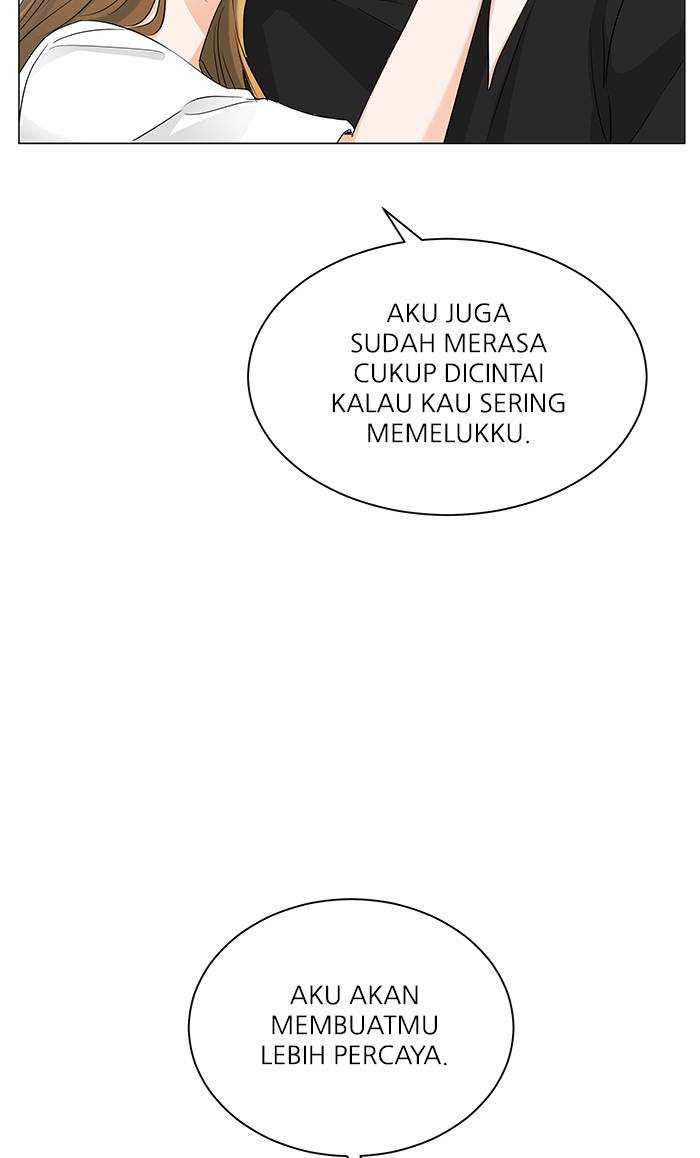 AKU JUGA
SUDAH MERASA
CUKUP DICINTAI
KALAU KAU SERING
MEMELUKKU.
AKU AKAN
MEMBUATMU
LEBIH PERCAYA.